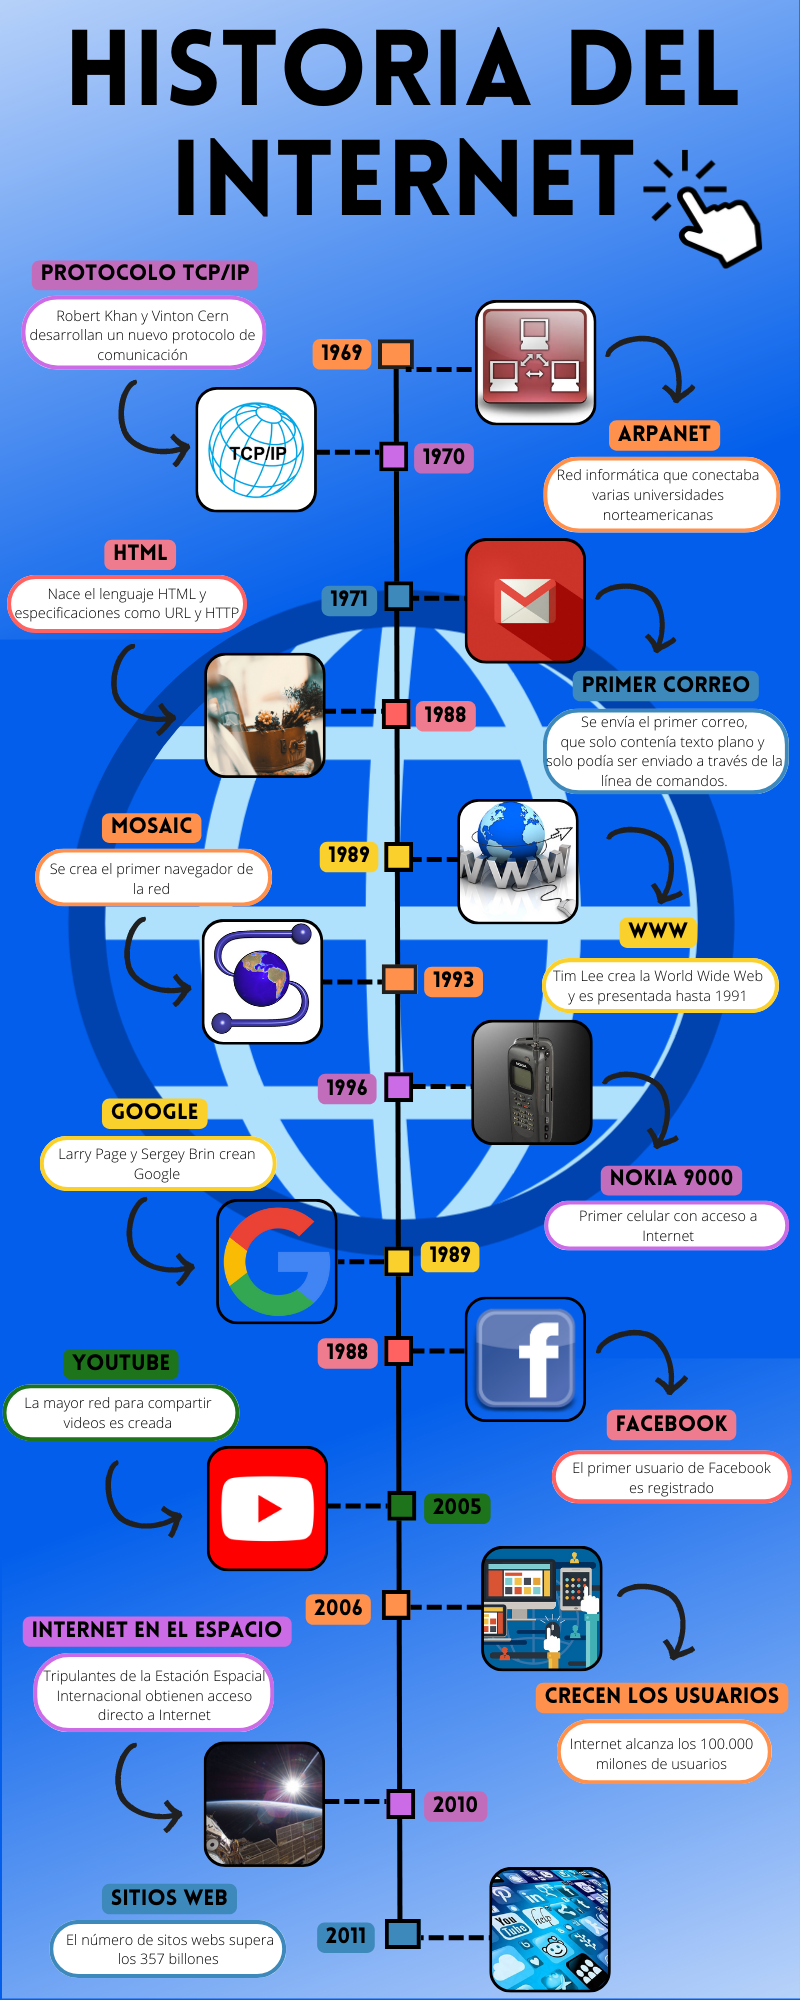 HISTORIA DEL
INTERNET
PROTOCOLO TCP/IP
Robert Khan y Vinton Cern
desarrollan un nuevo protocolo de
comunicación
1969
TCP/IP
1970
ARPANET
Red informática que conectaba
varias universidades
norteamericanas
HTML
Nace el lenguaje HTML y
especificaciones como URL y HTTP
1971
PRIMER CORREO
Se envía el primer correo,
que solo contenía texto plano y
solo podía ser enviado a través de la
línea de comandos.
1988
MOSAIC
Se crea el primer navegador de
la red
1989
WWW
WWW
Tim Lee crea la World Wide Web
y es presentada hasta 1991
1993
1996
NOKIA
NOKIA 9000
Primer celular con acceso a
Internet
GOOGLE
Larry Page y Sergey Brin crean
Google
G
1989
1988
f
FACEBOOK
El primer usuario de Facebook
es registrado
YOUTUBE
La mayor red para compartir
videos es creada
2005
2006
CRECEN LOS USUARIOS
Internet alcanza los 100.000
milones de usuarios
INTERNET EN EL ESPACIO
Tripulantes de la Estación Espacial
Internacional obtienen acceso
directo a Internet
2010
SITIOS WEB
El número de sitos webs supera
los 357 billones
2011
in
You
Tube